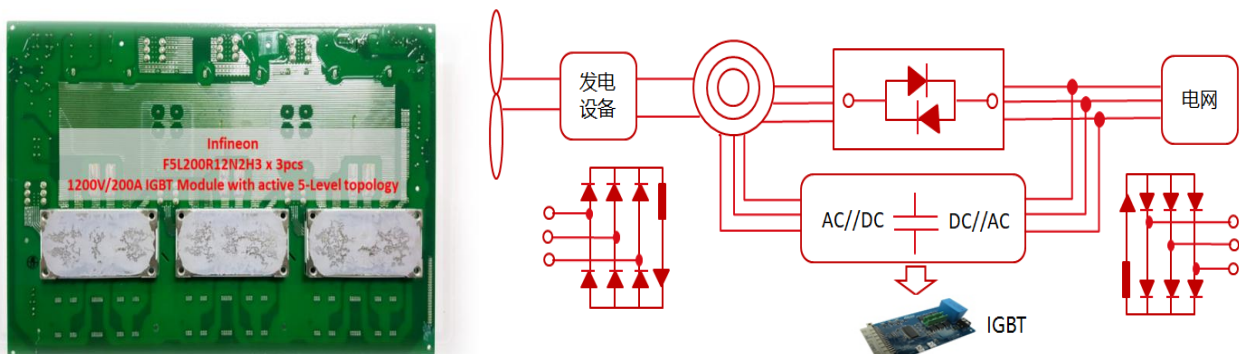 Infineon
F5L200R12N2H3 x 3pcs
1200V/200A IGBT Module with active 5-Level topology
发电
设备
电网
AC//DC
DC//AC
IGBT